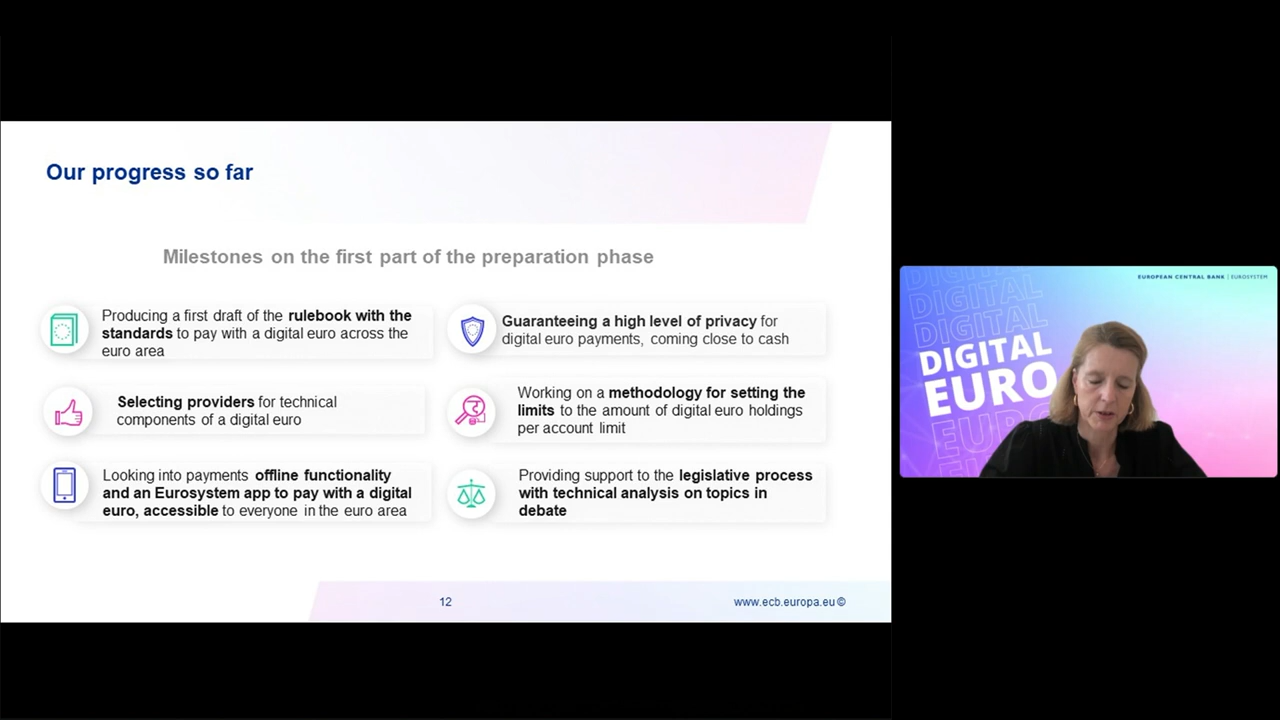 Our progress so far
Milestones on the first part of the preparation phase
Producing a first draft of the rulebook with the
standards to pay with a digital euro across the
euro area
Selecting providers for technical
components of a digital euro
Looking into payments offline functionality
and an Eurosystem app to pay with a digital
euro, accessible to everyone in the euro area
Guaranteeing a high level of privacy for
digital euro payments, coming close to cash
Working on a methodology for setting the
limits to the amount of digital euro holdings
per account limit
Providing support to the legislative process
with technical analysis on topics in
debate
12
www.ecb.europa.eu ©
EUROPEAN CENTRAL BANK | EUROSYSTEM
DIGITAL
DIGITAL
DIGITAL
DIGITAL
EURO